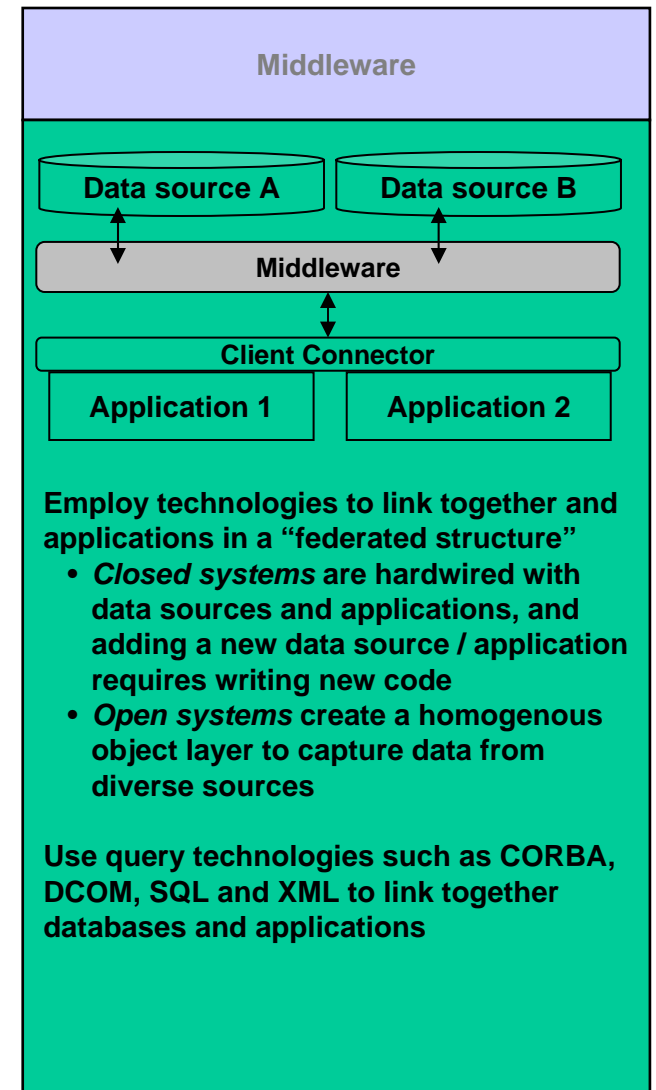 Middleware
Data source A
Data source B
Middleware
Client Connector
Application 1
Application 2
Employ technologies to link together and
applications in a “federated structure”
• Closed systems are hardwired with
data sources and applications, and
adding a new data source / application
requires writing new code
• Open systems create a homogenous
object layer to capture data from
diverse sources
Use query technologies such as CORBA,
DCOM, SQL and XML to link together
databases and applications